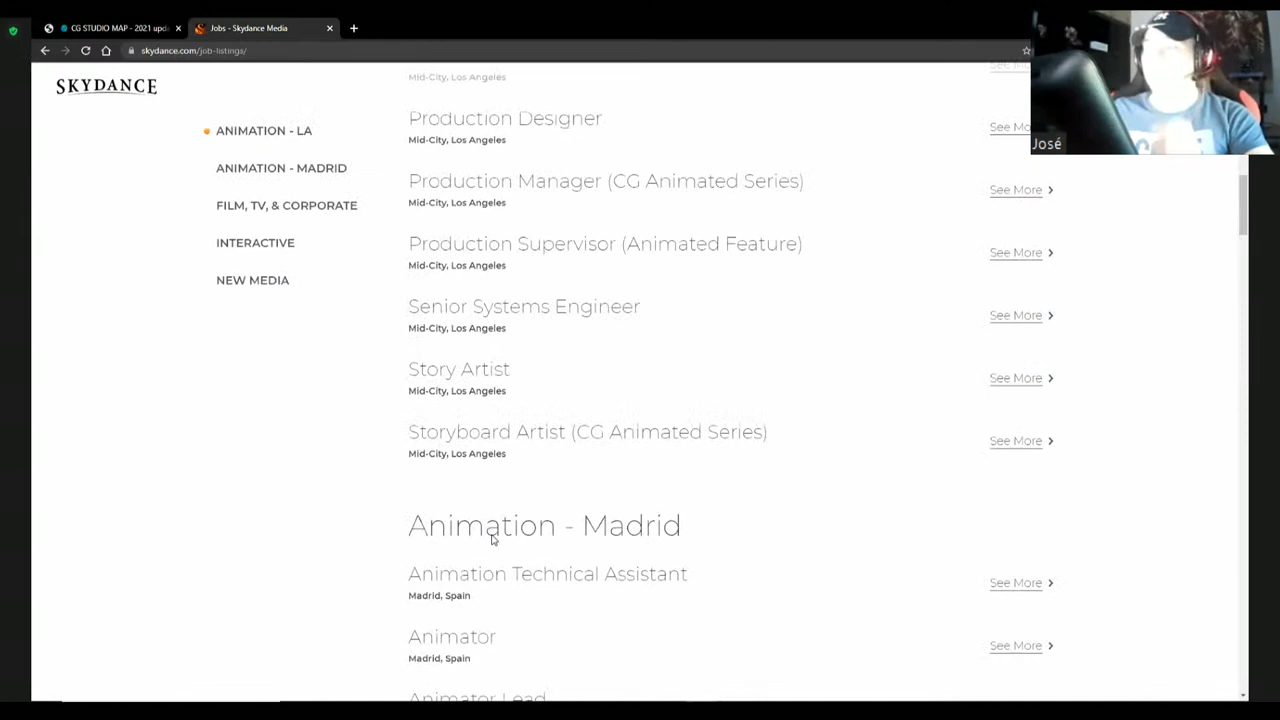 CG STUDIO MAP - 2021 upd
Jobs - Skydance Media
skydance.com/job-listings/
SKYDANCE
ANIMATION - LA
ANIMATION - MADRID
FILM, TV, & CORPORATE
INTERACTIVE
NEW MEDIA
Mid-City, Los Angeles
Production Designer
Mid-City, Los Angeles
See Mo
Production Manager (CG Animated Series)
Mid-City, Los Angeles
See More
Production Supervisor (Animated Feature)
Mid-City, Los Angeles
See More
Senior Systems Engineer
Mid-City, Los Angeles
See More
Story Artist
Mid-City, Los Angeles
See More
Storyboard Artist (CG Animated Series)
Mid-City, Los Angeles
See More
Animation - Madrid
Animation Technical Assistant
Madrid, Spain
See More
Animator
Madrid, Spain
See More
Animator Lead
José